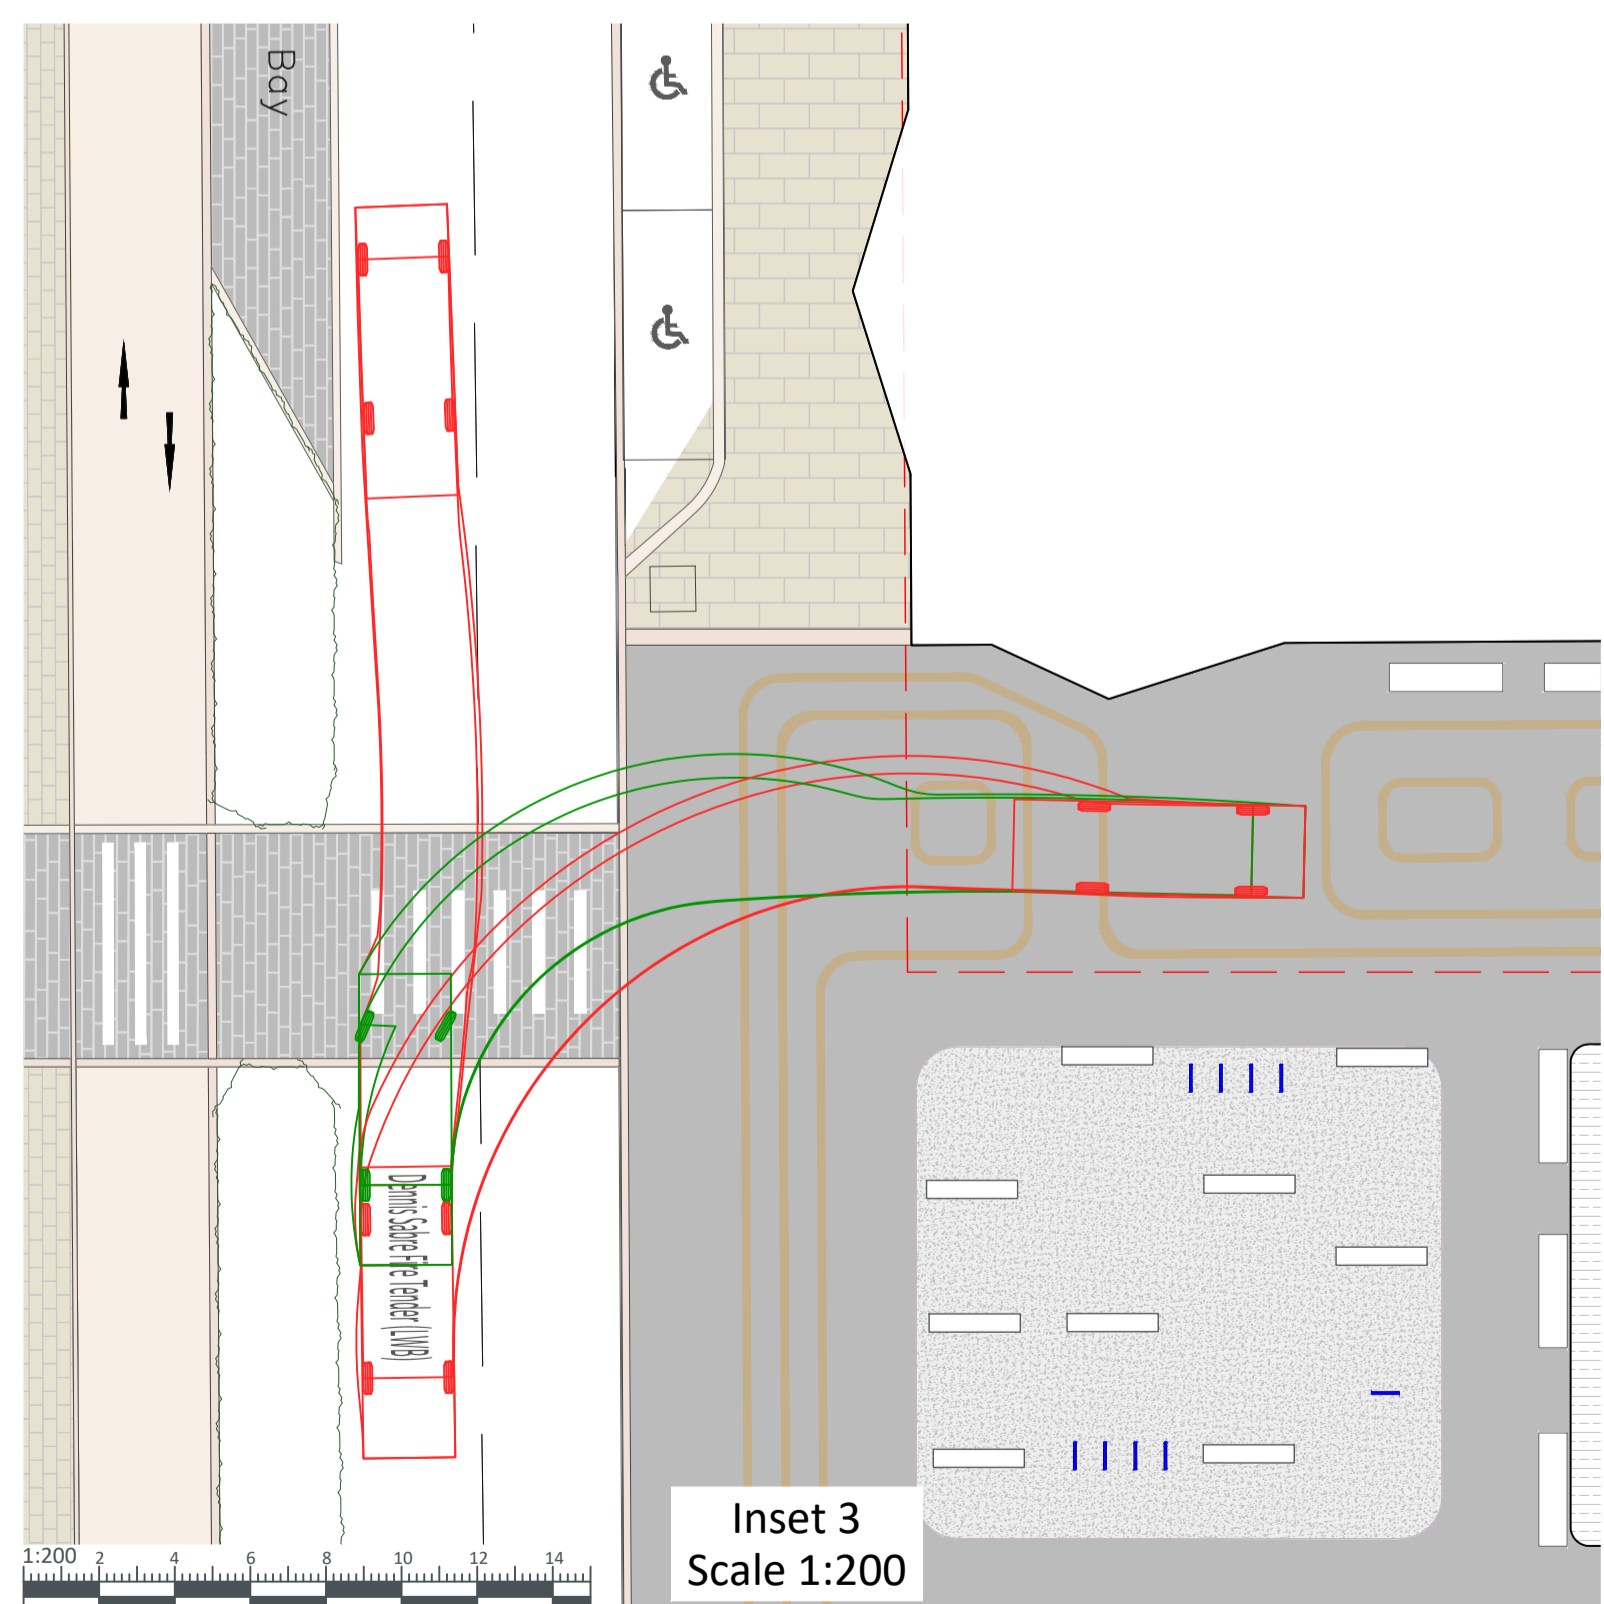 Bay
Dennis Sabre Fire Tender (LWB)
Inset 3
Scale 1:200
1:200 2 4 6 8 10 12 14